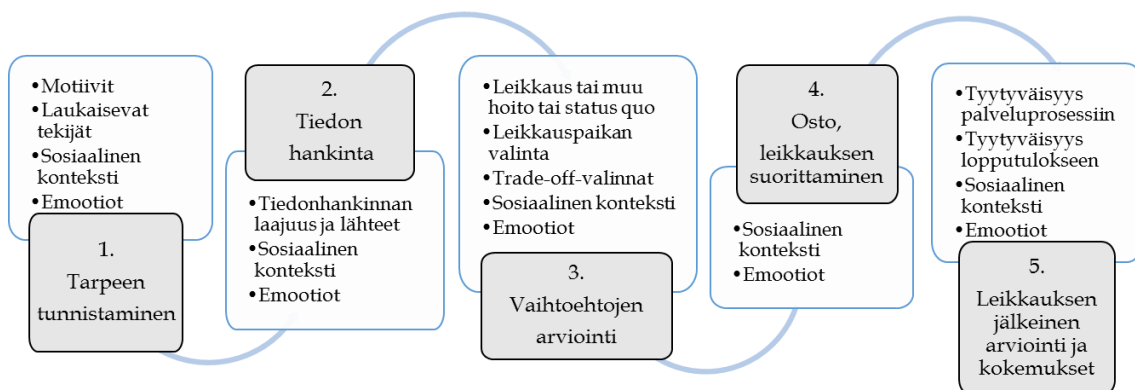 •Motiivit
•Laukaisevat
tekijät
•Sosiaalinen
konteksti
•Emootiot
1.
Tarpeen
tunnistaminen
2.
Tiedon
hankinta
•Tiedonhankinnan
laajuus ja lähteet
•Sosiaalinen
konteksti
•Emootiot
•Leikkaus tai muu
hoito tai status quo
•Leikkauspaikan
valinta
•Trade-off-valinnat
•Sosiaalinen konteksti
•Emootiot
3.
Vaihtoehtojen
arviointi
4.
Osto,
leikkauksen
suorittaminen
•Sosiaalinen
konteksti
•Emootiot
•Tyytyväisyys
palveluprosessiin
•Tyytyväisyys
lopputulokseen
•Sosiaalinen
konteksti
•Emootiot
5.
Leikkauksen
jälkeinen
arviointi ja
kokemukset